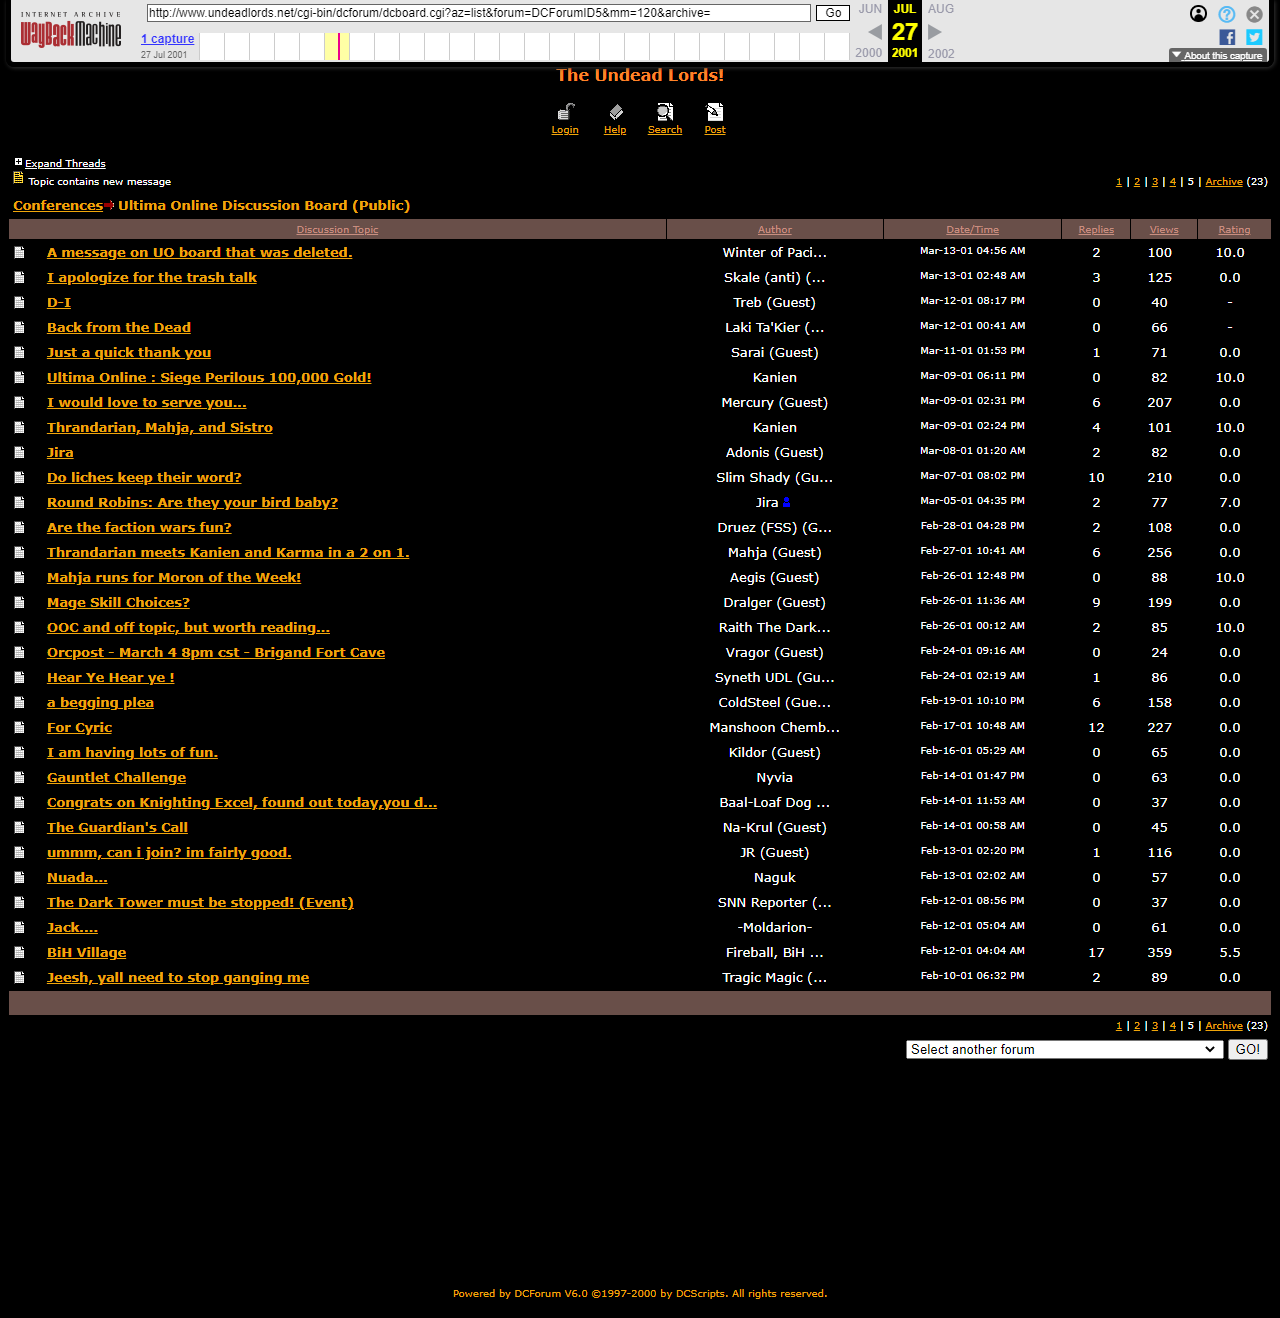 INTERNET ARCHIVE
WayBackMachine
http://www.undeadlords.net/cgi-bin/dcforum/dcboard.cgi?az=list&forum=DCForumID5&mm=120&archive=
Go
JUN
JUL
AUG
1 capture
27
27 Jul 2001
2000
2001
2002
About this capture
The Undead Lords!
Login Help Search Post
Expand Threads
Topic contains new message
1 | 2 | 3 | 4 | 5 | Archive (23)
Conferences Ultima Online Discussion Board (Public)
Discussion Topic Author Date/Time Replies Views Rating
A message on UO board that was deleted. Winter of Paci... Mar-13-01 04:56 AM 2 100 10.0
I apologize for the trash talk Skale (anti) (... Mar-13-01 02:48 AM 3 125 0.0
D-I Treb (Guest) Mar-12-01 08:17 PM 0 40 -
Back from the Dead Laki Ta'Kier (... Mar-12-01 00:41 AM 0 66 -
Just a quick thank you Sarai (Guest) Mar-11-01 01:53 PM 1 71 0.0
Ultima Online : Siege Perilous 100,000 Gold! Kanien Mar-09-01 06:11 PM 0 82 10.0
I would love to serve you... Mercury (Guest) Mar-09-01 02:31 PM 6 207 0.0
Thrandarian, Mahja, and Sistro Kanien Mar-09-01 02:24 PM 4 101 10.0
Jira Adonis (Guest) Mar-08-01 01:20 AM 2 82 0.0
Do liches keep their word? Slim Shady (Gu... Mar-07-01 08:02 PM 10 210 0.0
Round Robins: Are they your bird baby? Jira Mar-05-01 04:35 PM 2 77 7.0
Are the faction wars fun? Druez (FSS) (G... Feb-28-01 04:28 PM 2 108 0.0
Thrandarian meets Kanien and Karma in a 2 on 1. Mahja (Guest) Feb-27-01 10:41 AM 6 256 0.0
Mahja runs for Moron of the Week! Aegis (Guest) Feb-26-01 12:48 PM 0 88 10.0
Mage Skill Choices? Dralger (Guest) Feb-26-01 11:36 AM 9 199 0.0
OOC and off topic, but worth reading... Raith The Dark... Feb-26-01 00:12 AM 2 85 10.0
Orcpost - March 4 8pm cst - Brigand Fort Cave Vragor (Guest) Feb-24-01 09:16 AM 0 24 0.0
Hear Ye Hear ye ! Syneth UDL (Gu... Feb-24-01 02:19 AM 1 86 0.0
a begging plea ColdSteel (Gue... Feb-19-01 10:10 PM 6 158 0.0
For Cyric Manshoon Chemb... Feb-17-01 10:48 AM 12 227 0.0
I am having lots of fun. Kildor (Guest) Feb-16-01 05:29 AM 0 65 0.0
Gauntlet Challenge Nyvia Feb-14-01 01:47 PM 0 63 0.0
Congrats on Knighting Excel, found out today,you d... Baal-Loaf Dog ... Feb-14-01 11:53 AM 0 37 0.0
The Guardian's Call Na-Krul (Guest) Feb-14-01 00:58 AM 0 45 0.0
ummm, can i join? im fairly good. JR (Guest) Feb-13-01 02:20 PM 1 116 0.0
Nuada... Naguk Feb-13-01 02:02 AM 0 57 0.0
The Dark Tower must be stopped! (Event) SNN Reporter (... Feb-12-01 08:56 PM 0 37 0.0
Jack.... -Moldarion- Feb-12-01 05:04 AM 0 61 0.0
BiH Village Fireball, BiH ... Feb-12-01 04:04 AM 17 359 5.5
Jeesh, yall need to stop ganging me Tragic Magic (... Feb-10-01 06:32 PM 2 89 0.0
1 | 2 | 3 | 4 | 5 | Archive (23)
Select another forum GO!
Powered by DCForum V6.0 ©1997-2000 by DCScripts. All rights reserved.